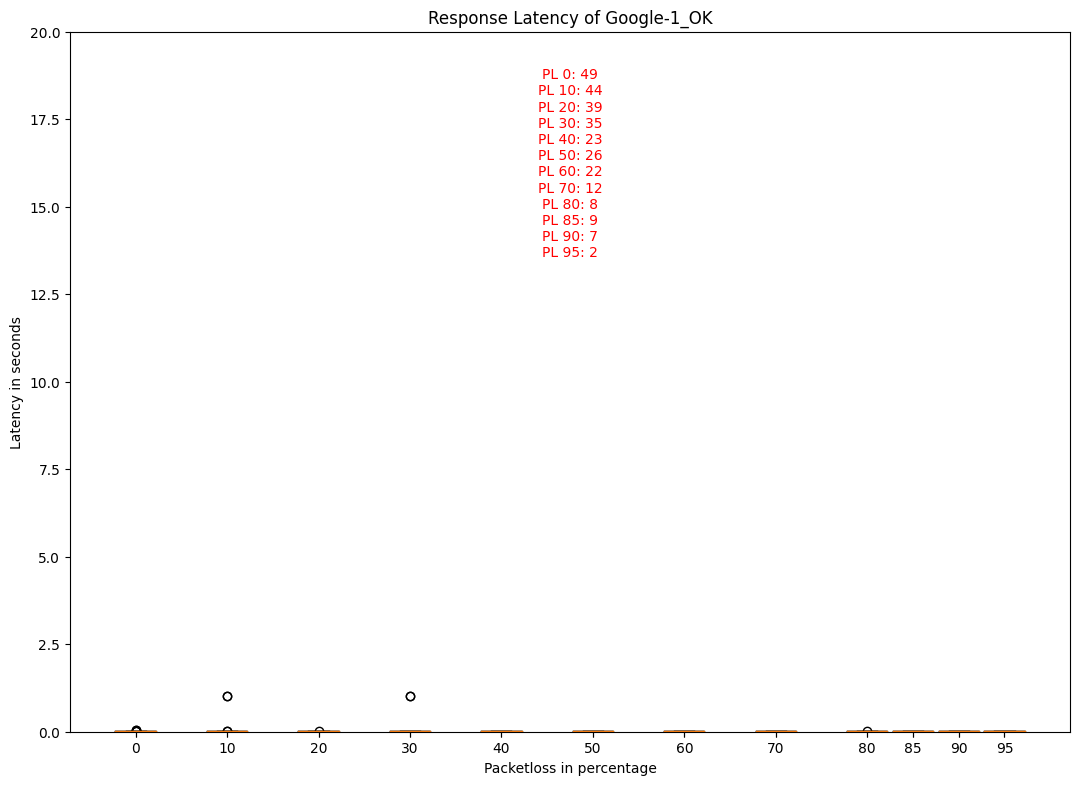 Response Latency of Google-1_OK
20.0
17.5
15.0
12.5
10.0
7.5
5.0
2.5
0.0
Latency in seconds
PL 0: 49
PL 10: 44
PL 20: 39
PL 30: 35
PL 40: 23
PL 50: 26
PL 60: 22
PL 70: 12
PL 80: 8
PL 85: 9
PL 90: 7
PL 95: 2
0 10 20 30 40 50 60 70 80 85 90 95
Packetloss in percentage